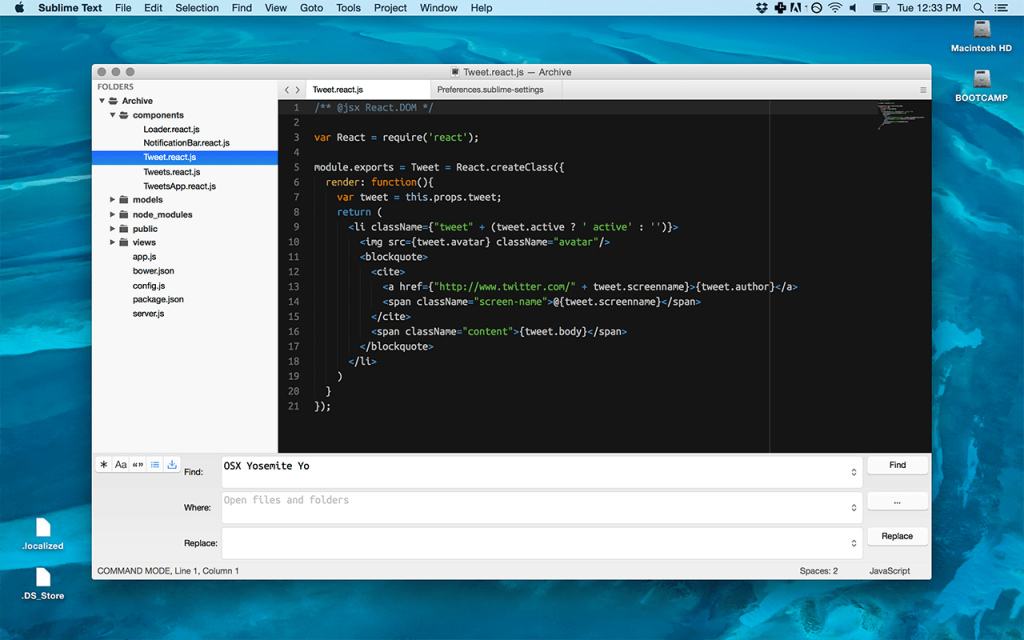 Sublime Text File Edit Selection Find View Goto Tools Project Window Help Tue 12:33 PM
Macintosh HD
BOOTCAMP
Tweet.react.js — Archive
FOLDERS
Archive
components
Loader.react.js
NotificationBar.react.js
Tweet.react.js
Tweets.react.js
TweetsApp.react.js
models
node_modules
public
views
app.js
bower.json
config.js
package.json
server.js
Tweet.react.js Preferences.sublime-settings
1 /** @jsx React.DOM */
2
3 var React = require('react');
4
5 module.exports = Tweet = React.createClass({
6 render: function(){
7 var tweet = this.props.tweet;
8 return (
9 <li className={"tweet" + (tweet.active ? ' active' : '')}>
10 <img src={tweet.avatar} className="avatar"/>
11 <blockquote>
12 <cite>
13 <a href={"http://www.twitter.com/" + tweet.screenname}>{tweet.author}</a>
14 <span className="screen-name">@{tweet.screenname}</span>
15 </cite>
16 <span className="content">{tweet.body}</span>
17 </blockquote>
18 </li>
19 )
20 }
21 });
Aa “” Find: OSX Yosemite Yo Find
Where: Open files and folders ...
Replace: Replace
COMMAND MODE, Line 1, Column 1 Spaces: 2 JavaScript
.localized
.DS_Store